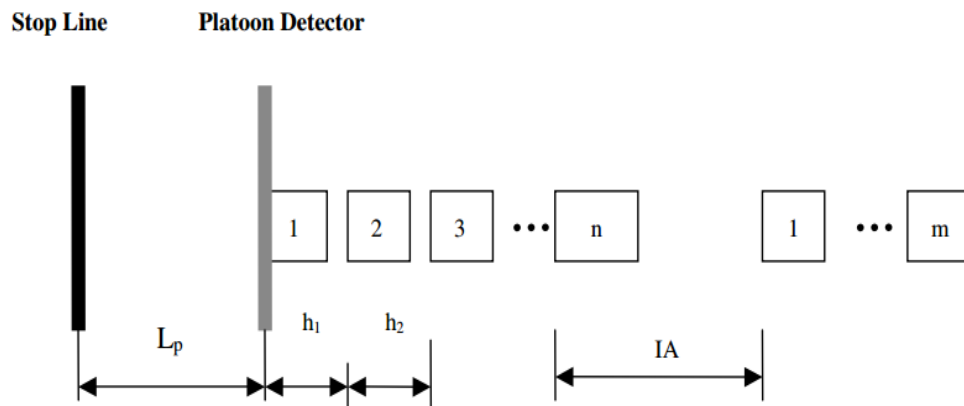 Stop Line Platoon Detector
1 2 3 ••• n 1 ••• m
h₁ h₂
Lₚ IA